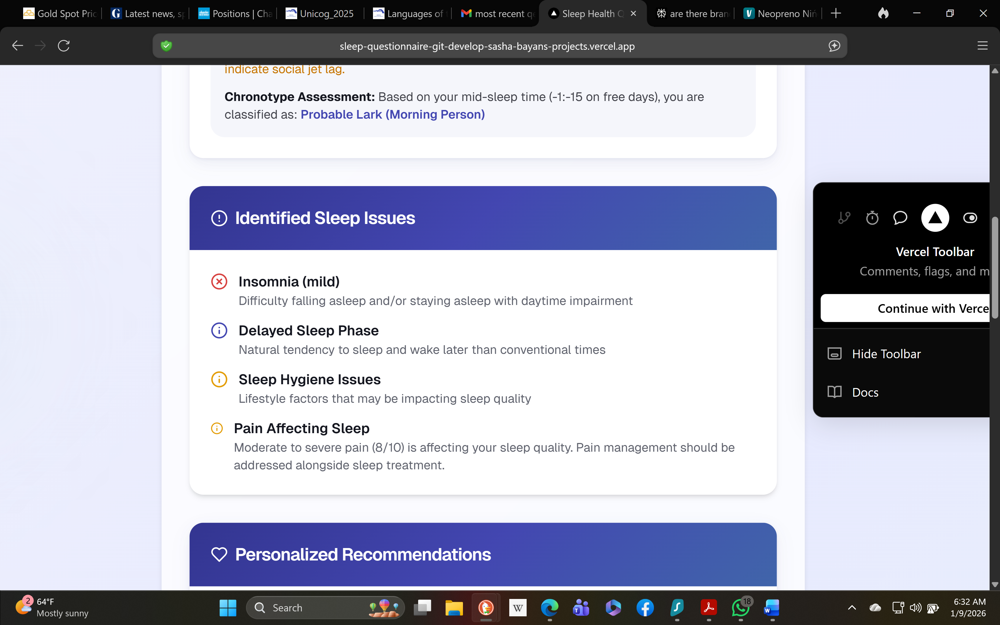 Gold Spot Pric
Latest news, sp
Positions | Cha
Unicog_2025
Languages of t
most recent qe
Sleep Health Q
are there bran
Neopreno Niñ
sleep-questionnaire-git-develop-sasha-bayans-projects.vercel.app
indicate social jet lag.
Chronotype Assessment: Based on your mid-sleep time (-1:-15 on free days), you are
classified as: Probable Lark (Morning Person)
Identified Sleep Issues
Insomnia (mild)
Difficulty falling asleep and/or staying asleep with daytime impairment
Delayed Sleep Phase
Natural tendency to sleep and wake later than conventional times
Sleep Hygiene Issues
Lifestyle factors that may be impacting sleep quality
Pain Affecting Sleep
Moderate to severe pain (8/10) is affecting your sleep quality. Pain management should be
addressed alongside sleep treatment.
Personalized Recommendations
Vercel Toolbar
Comments, flags, and m
Continue with Verce
Hide Toolbar
Docs
2
64°F
Mostly sunny
Search
W
T
18
W
6:32 AM
1/9/2026